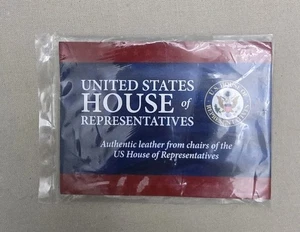 UNITED STATES
HOUSE of
REPRESENTATIVES
Authentic leather from chairs of the
US House of Representatives